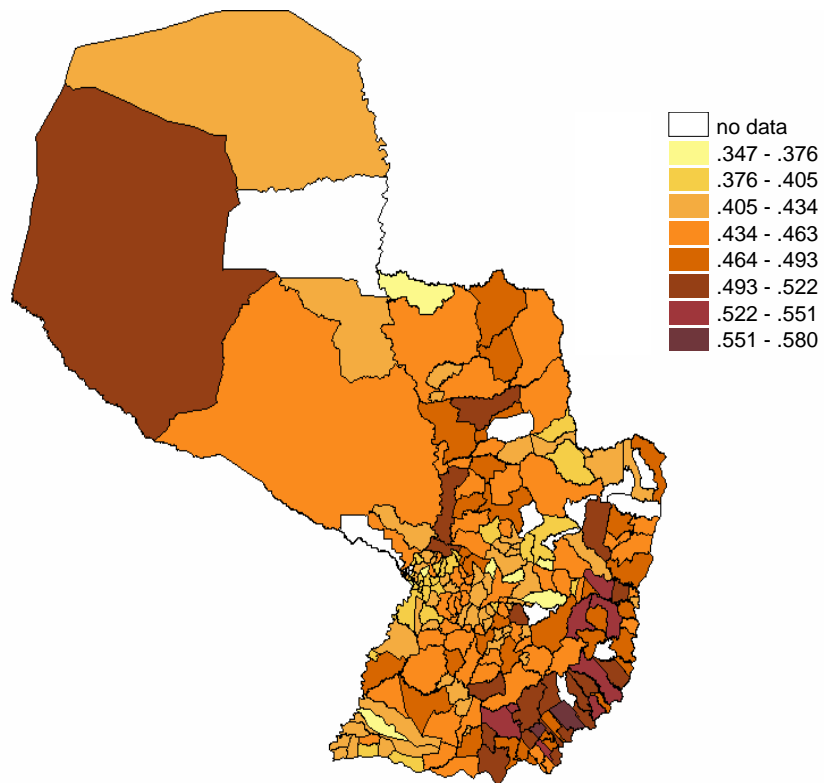 no data
.347 - .376
.376 - .405
.405 - .434
.434 - .463
.464 - .493
.493 - .522
.522 - .551
.551 - .580